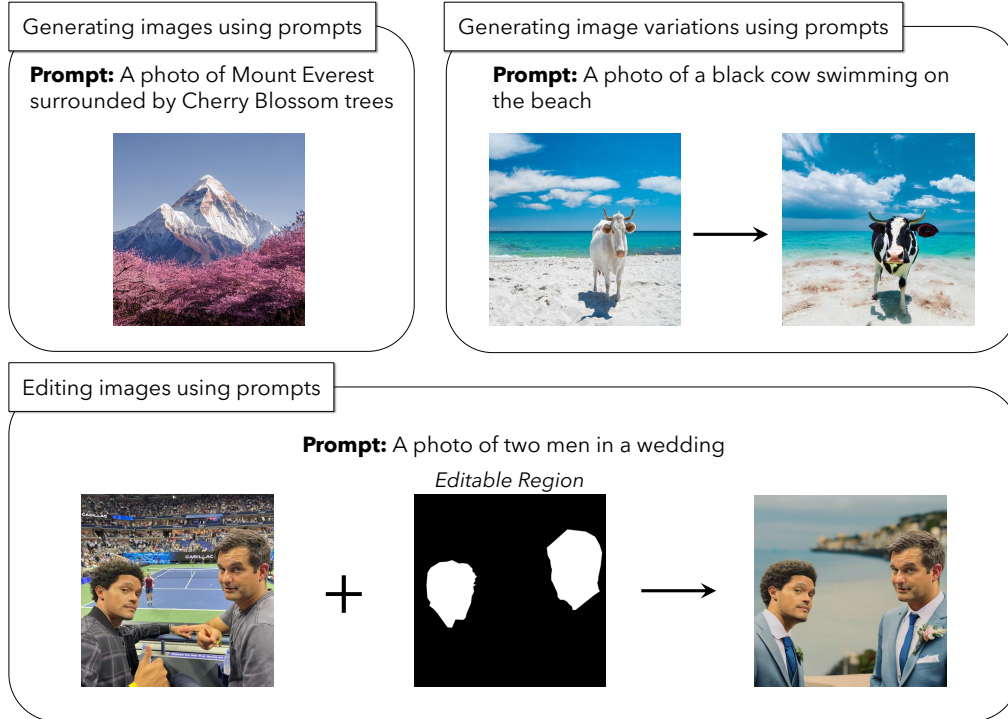 Generating images using prompts
Prompt: A photo of Mount Everest
surrounded by Cherry Blossom trees
Generating image variations using prompts
Prompt: A photo of a black cow swimming on
the beach
Editing images using prompts
Prompt: A photo of two men in a wedding
Editable Region
CADILLAC
CADILLAC